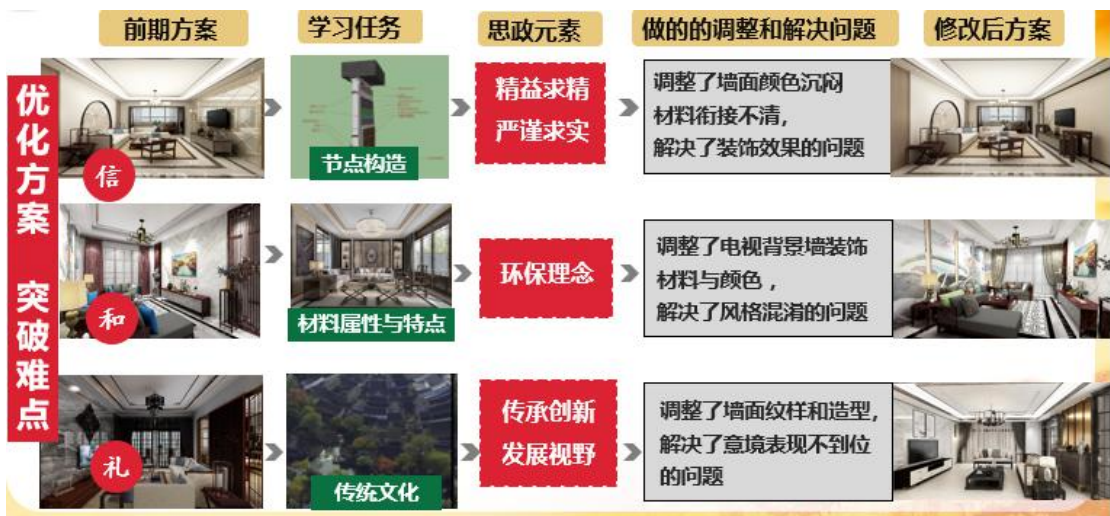 前期方案
学习任务
思政元素
做的的调整和解决问题
修改后方案
优化方案 突破难点
信
节点构造
精益求精
严谨求实
调整了墙面颜色沉闷
材料衔接不清，
解决了装饰效果的问题
和
材料属性与特点
环保理念
调整了电视背景墙装饰
材料与颜色，
解决了风格混淆的问题
礼
传统文化
传承创新
发展视野
调整了墙面纹样和造型，
解决了意境表现不到位
的问题